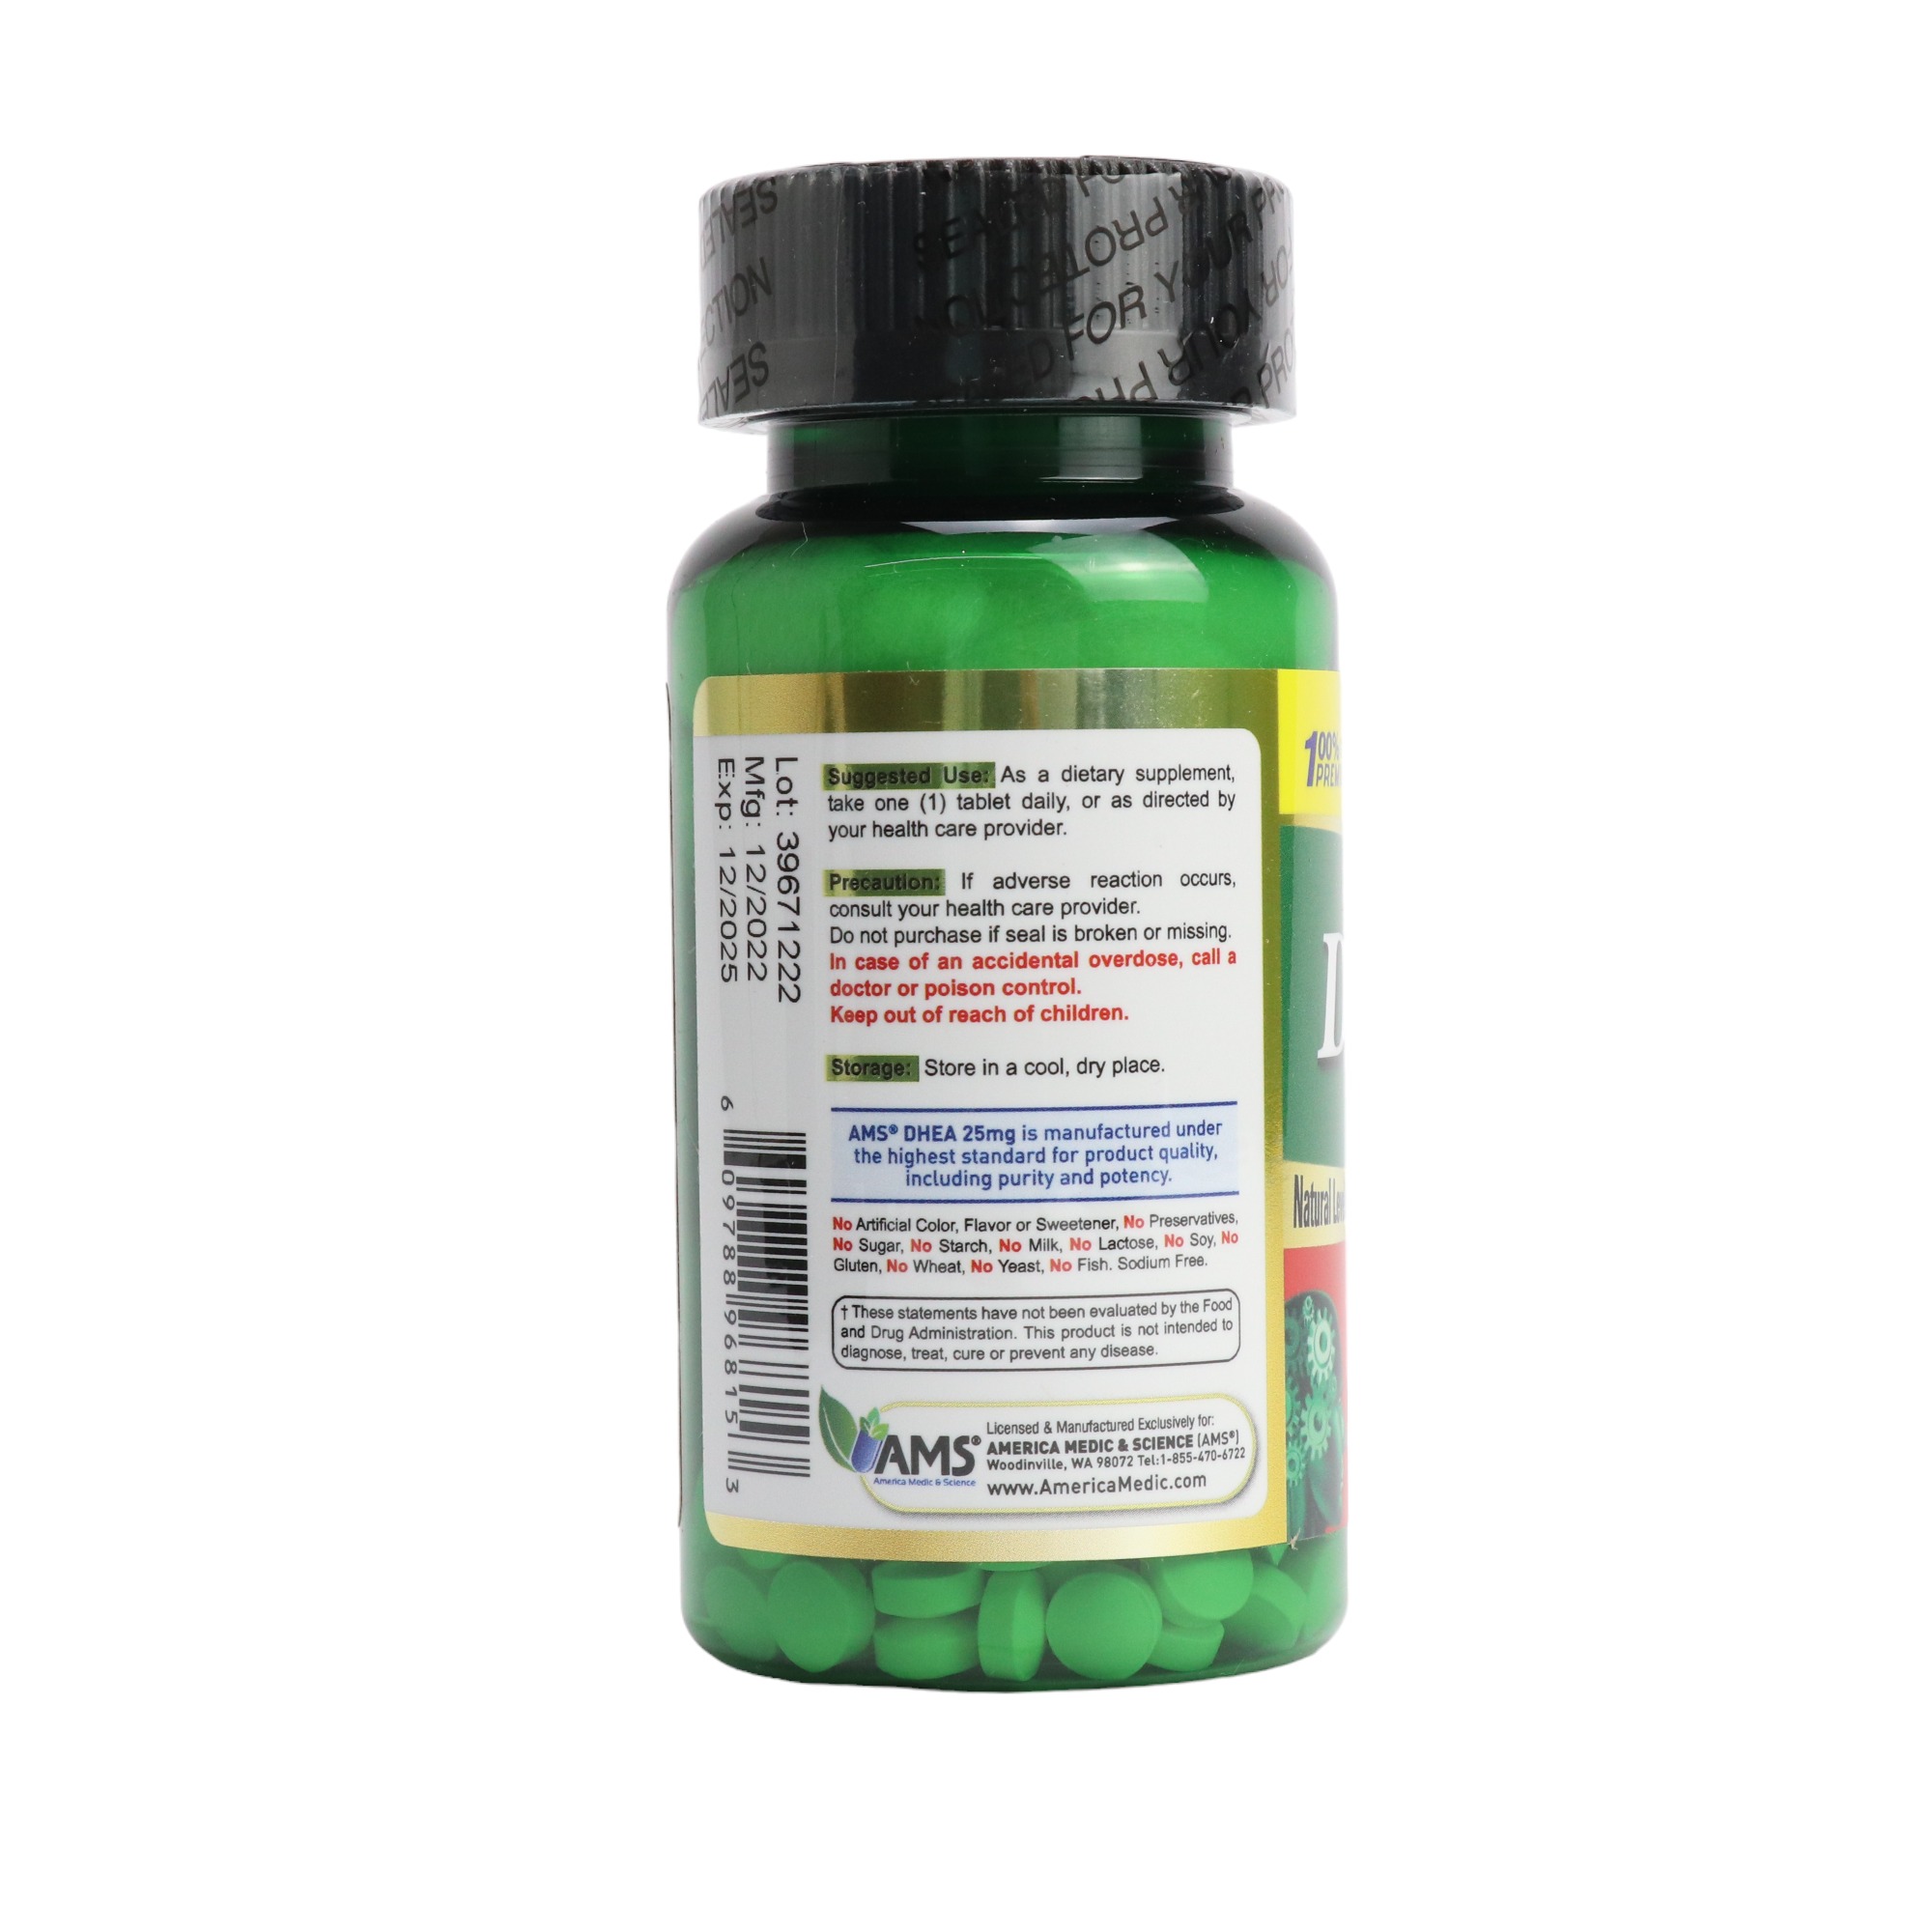 SEALED FOR YOUR PRO
Suggested Use: As a dietary supplement,
take one (1) tablet daily, or as directed by
your health care provider.
Precaution: If adverse reaction occurs,
consult your health care provider.
Do not purchase if seal is broken or missing.
In case of an accidental overdose, call a
doctor or poison control.
Keep out of reach of children.
Storage: Store in a cool, dry place.
AMS® DHEA 25mg is manufactured under
the highest standard for product quality,
including purity and potency.
No Artificial Color, Flavor or Sweetener, No Preservatives,
No Sugar, No Starch, No Milk, No Lactose, No Soy, No
Gluten, No Wheat, No Yeast, No Fish. Sodium Free.
† These statements have not been evaluated by the Food
and Drug Administration. This product is not intended to
diagnose, treat, cure or prevent any disease.
AMS®
America Medic & Science
Licensed & Manufactured Exclusively for:
AMERICA MEDIC & SCIENCE (AMS®)
Woodinville, WA 98072 Tel:1-855-470-6722
www.AmericaMedic.com
Lot: 39671222
Mfg: 12/2022
Exp: 12/2025
6 09788 96815 3
100%
Natural